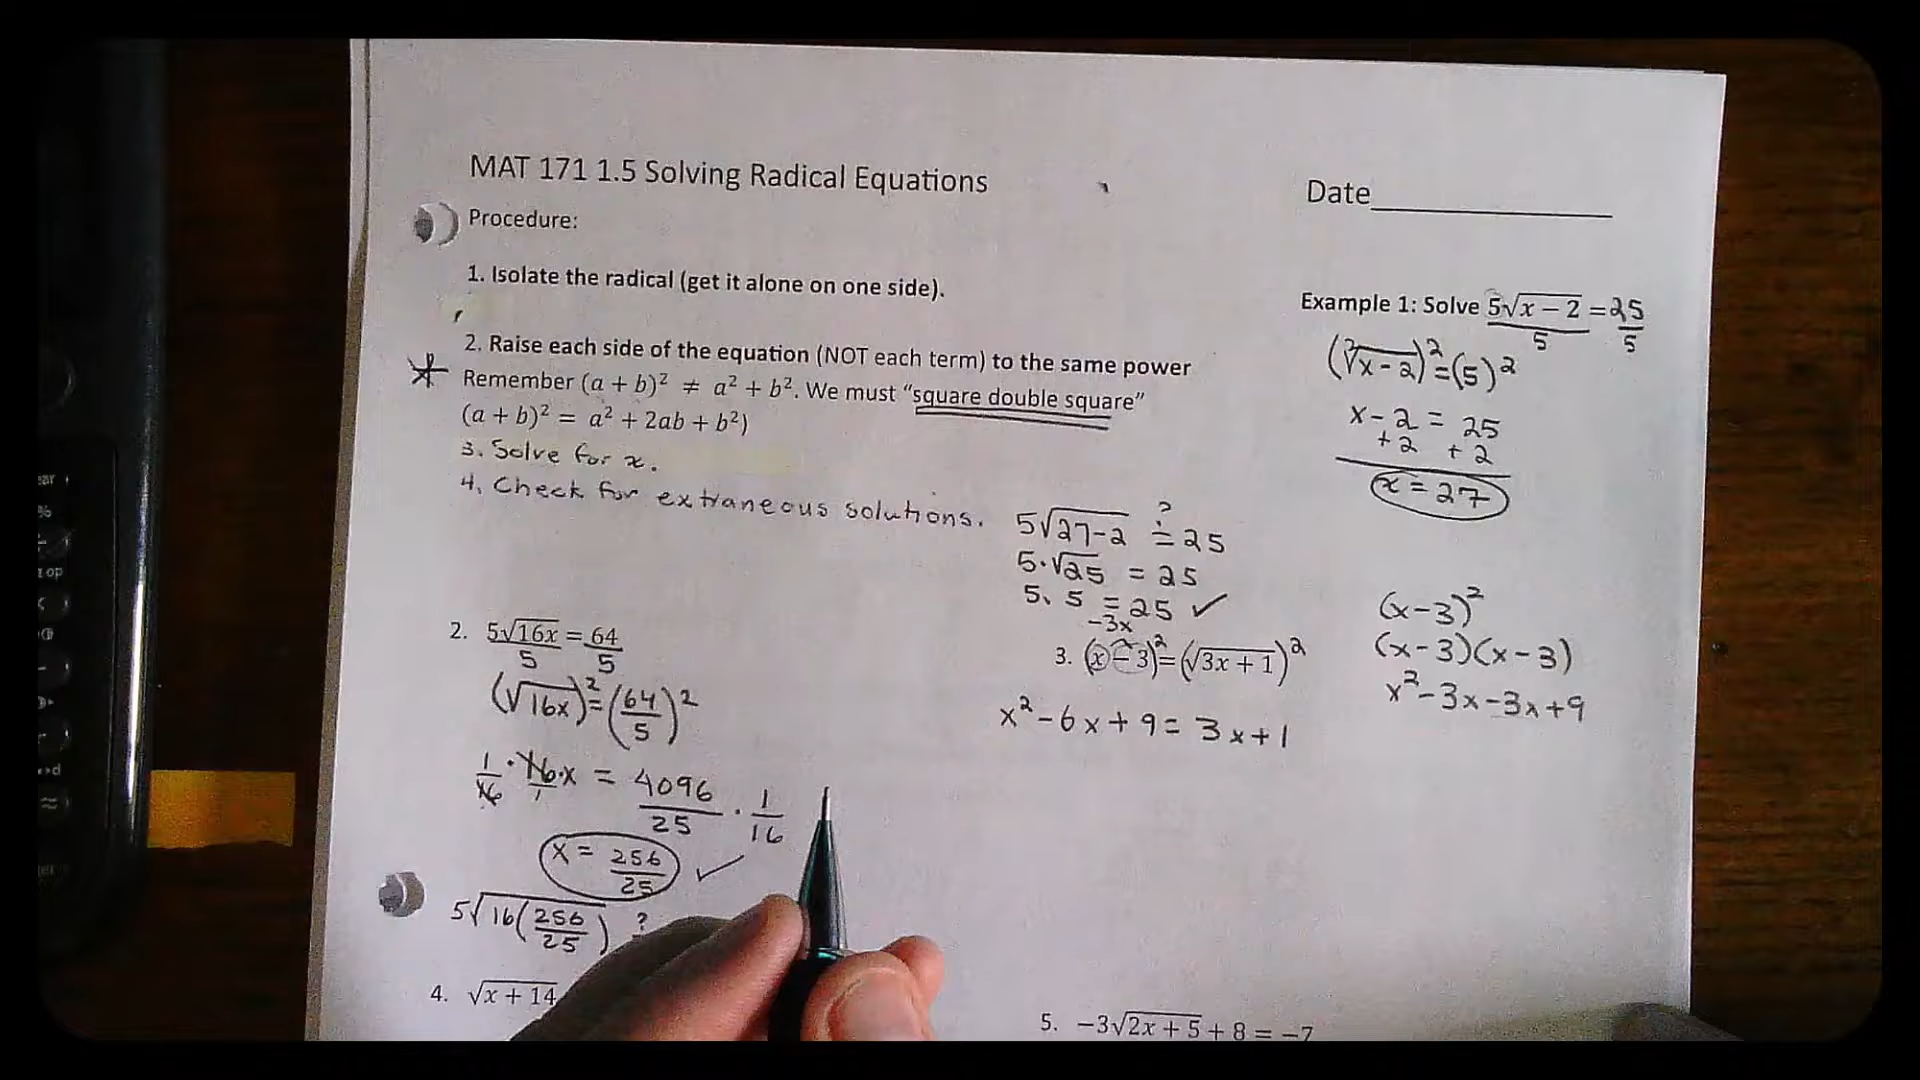 MAT 171 1.5 Solving Radical Equations
Date
Procedure:
1. Isolate the radical (get it alone on one side).
2. Raise each side of the equation (NOT each term) to the same power
Remember (a + b)² ≠ a² + b². We must "square double square"
(a + b)² = a² + 2ab + b²)
3. Solve for x.
4. Check for extraneous solutions.
Example 1: Solve 5√(x − 2) = 25
5 5
(²√(x-2))² = (5)²
x - 2 = 25
+2 +2
x = 27
5√(27-2) ≟ 25
5·√25 = 25
5. 5 = 25 ✓
2. 5√(16x) = 64
5 5
(√(16x))² = (64/5)²
1/16 · 16/1 · x = 4096/25 · 1/16
x = 256/25 ✓
5√(16(256/25)) ?
-3x
3. (x − 3)² = (√(3x + 1))²
x² - 6x + 9 = 3x + 1
(x-3)²
(x-3)(x-3)
x² - 3x - 3x + 9
4. √(x + 14)
5. −3√(2x + 5) + 8 = −7